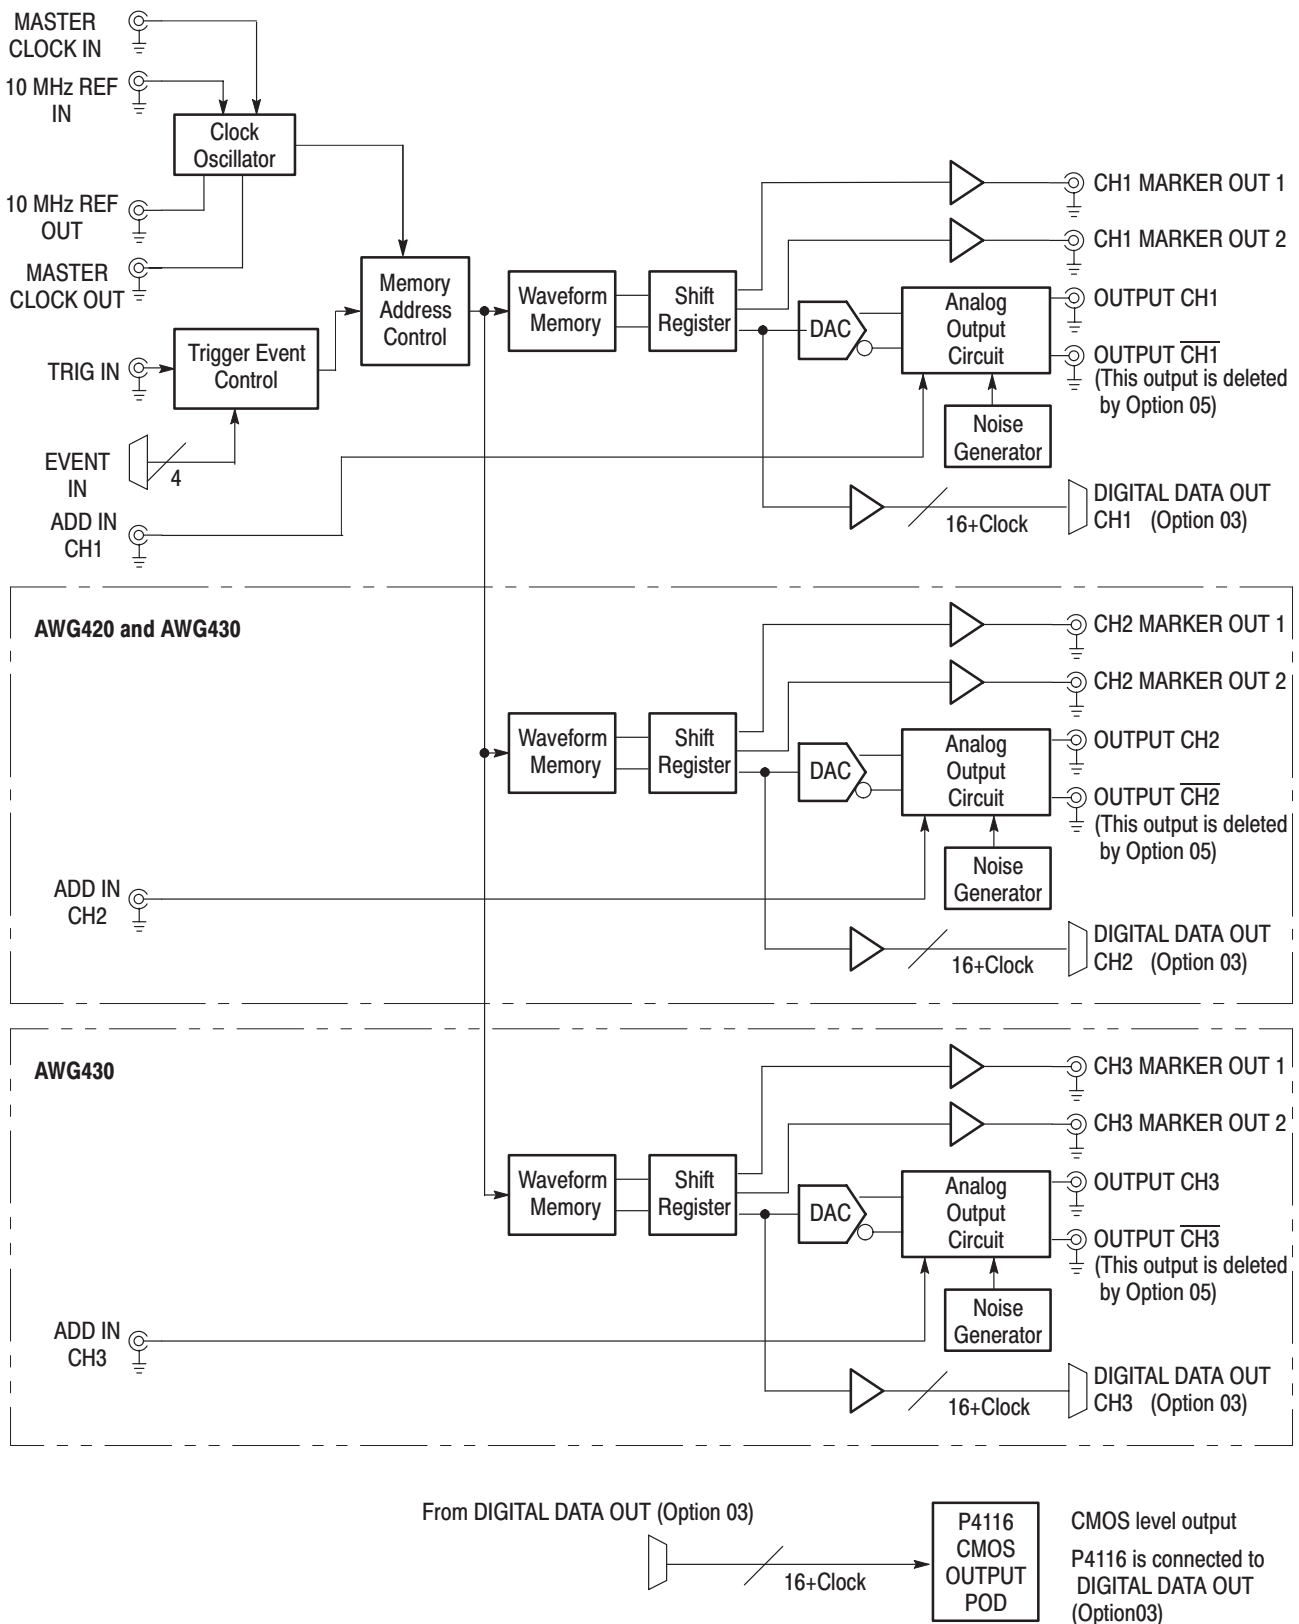 MASTER
CLOCK IN
10 MHz REF
IN
Clock
Oscillator
10 MHz REF
OUT
MASTER
CLOCK OUT
Memory
Address
Control
TRIG IN
Trigger Event
Control
EVENT
IN
4
ADD IN
CH1
Waveform
Memory
Shift
Register
DAC
Analog
Output
Circuit
Noise
Generator
16+Clock
CH1 MARKER OUT 1
CH1 MARKER OUT 2
OUTPUT CH1
OUTPUT C̅H̅1̅
(This output is deleted
by Option 05)
DIGITAL DATA OUT
CH1 (Option 03)
AWG420 and AWG430
ADD IN
CH2
Waveform
Memory
Shift
Register
DAC
Analog
Output
Circuit
Noise
Generator
16+Clock
CH2 MARKER OUT 1
CH2 MARKER OUT 2
OUTPUT CH2
OUTPUT C̅H̅2̅
(This output is deleted
by Option 05)
DIGITAL DATA OUT
CH2 (Option 03)
AWG430
ADD IN
CH3
Waveform
Memory
Shift
Register
DAC
Analog
Output
Circuit
Noise
Generator
16+Clock
CH3 MARKER OUT 1
CH3 MARKER OUT 2
OUTPUT CH3
OUTPUT C̅H̅3̅
(This output is deleted
by Option 05)
DIGITAL DATA OUT
CH3 (Option 03)
From DIGITAL DATA OUT (Option 03)
16+Clock
P4116
CMOS
OUTPUT
POD
CMOS level output
P4116 is connected to
DIGITAL DATA OUT
(Option03)